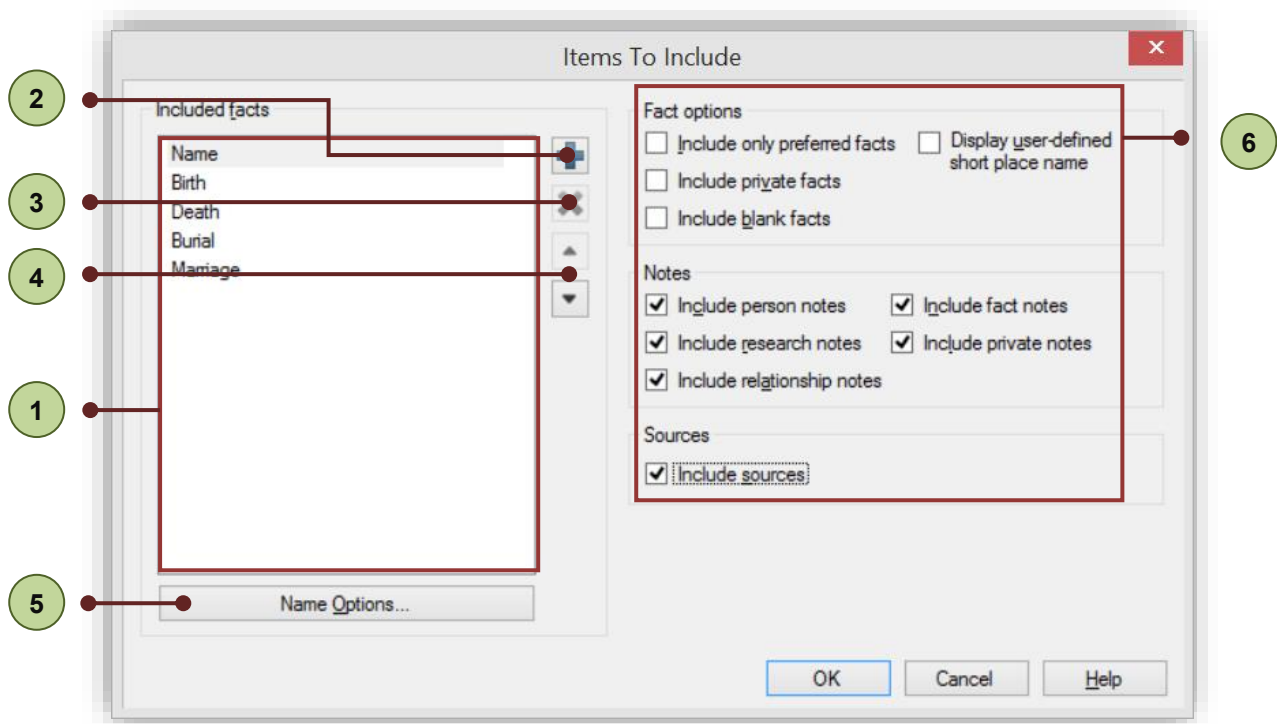 Items To Include
Included facts
Name
Birth
Death
Burial
Marriage
Name Options...
Fact options
Include only preferred facts
Display user-defined
short place name
Include private facts
Include blank facts
Notes
Include person notes
Include fact notes
Include research notes
Include private notes
Include relationship notes
Sources
Include sources
OK
Cancel
Help
2
3
4
1
5
6